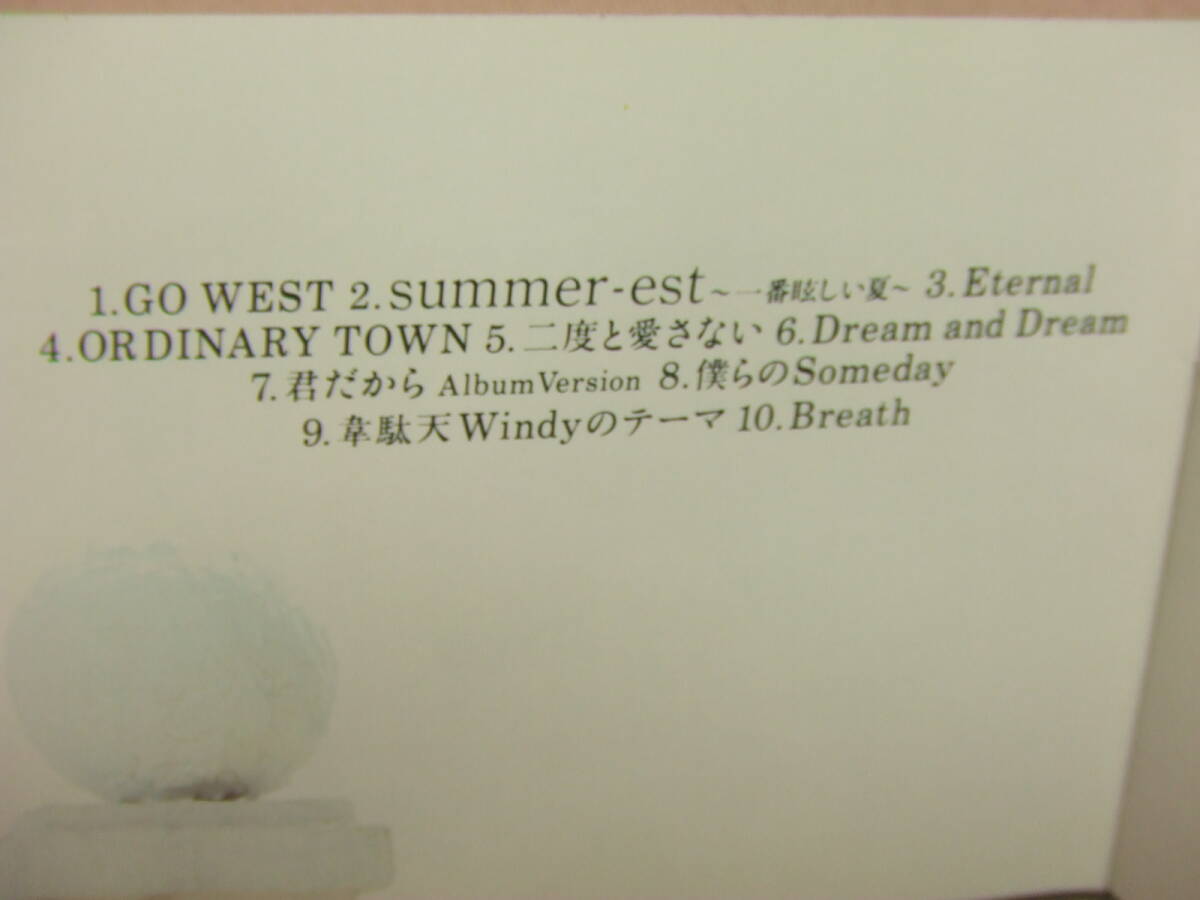 1.GO WEST 2.summer-est～一番眩しい夏～ 3.Eternal
4.ORDINARY TOWN 5.二度と愛さない 6.Dream and Dream
7.君だから Album Version 8.僕らのSomeday
9.韋駄天Windyのテーマ 10.Breath